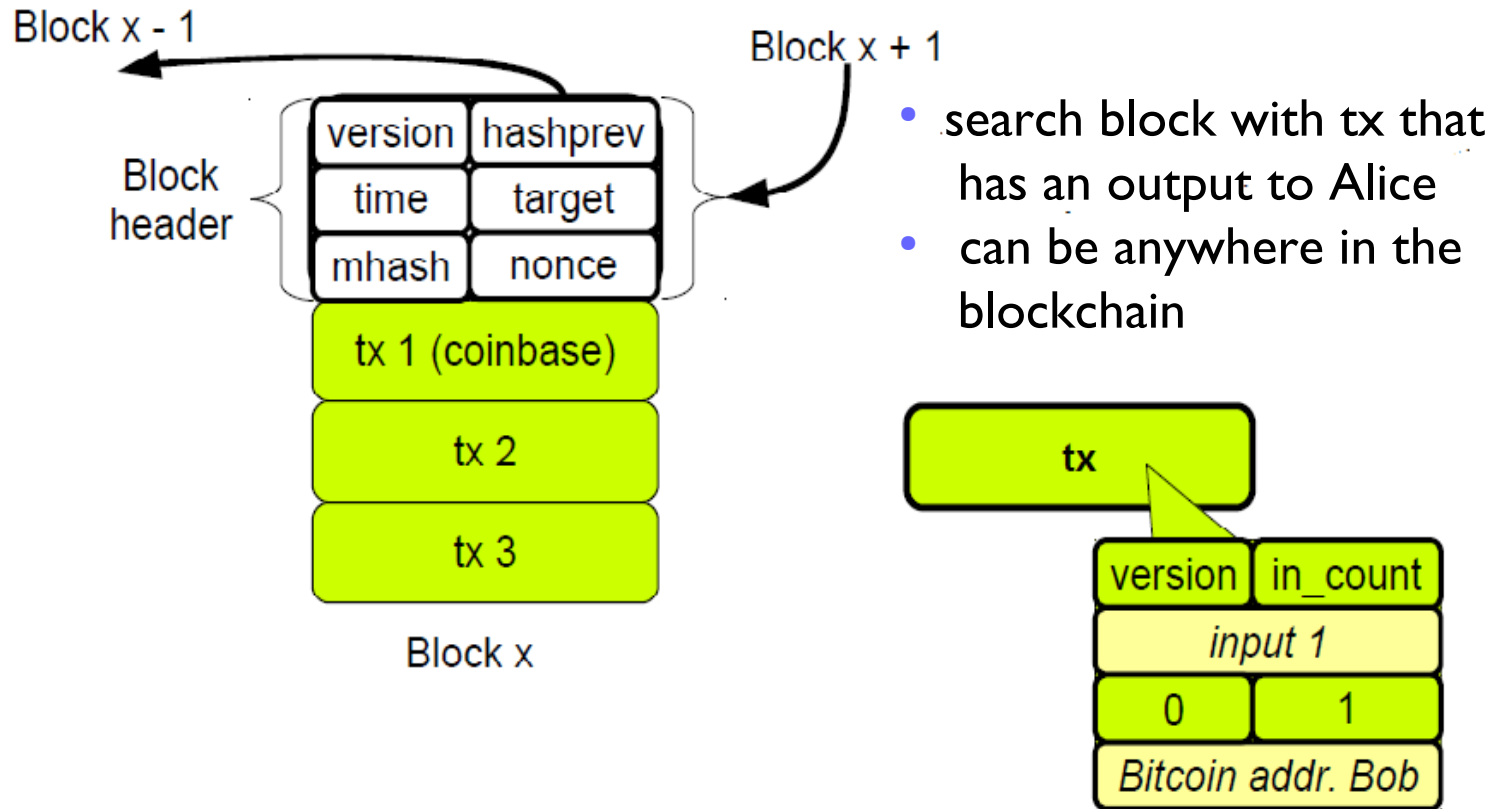 Block x - 1
Block x + 1
Block
header
version hashprev
time target
mhash nonce
tx 1 (coinbase)
tx 2
tx 3
Block x
• search block with tx that
has an output to Alice
• can be anywhere in the
blockchain
tx
version in_count
input 1
0 1
Bitcoin addr. Bob